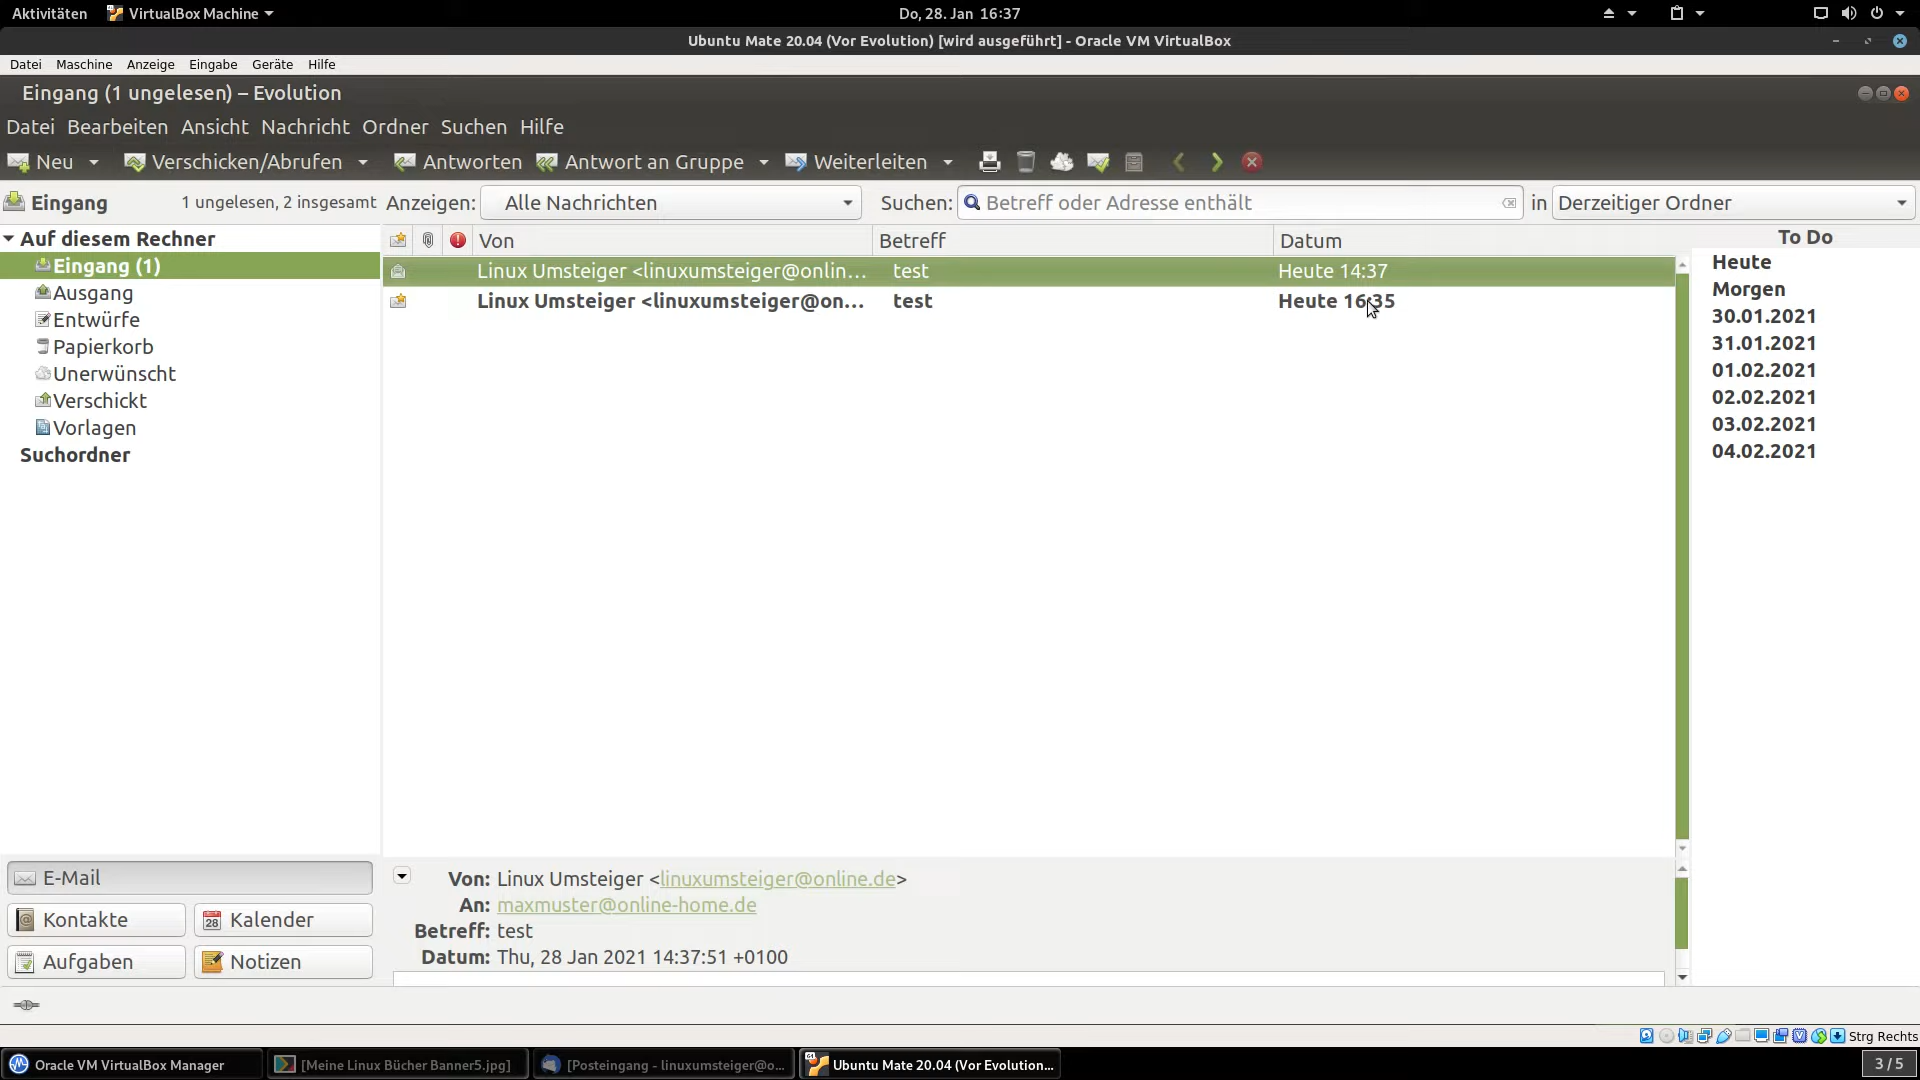 Aktivitäten VirtualBox Machine Do, 28. Jan 16:37
Ubuntu Mate 20.04 (Vor Evolution) [wird ausgeführt] - Oracle VM VirtualBox
Datei Maschine Anzeige Eingabe Geräte Hilfe
Eingang (1 ungelesen) – Evolution
Datei Bearbeiten Ansicht Nachricht Ordner Suchen Hilfe
Neu Verschicken/Abrufen Antworten Antwort an Gruppe Weiterleiten
Eingang 1 ungelesen, 2 insgesamt Anzeigen: Alle Nachrichten Suchen: Betreff oder Adresse enthält in Derzeitiger Ordner
Auf diesem Rechner
Eingang (1)
Ausgang
Entwürfe
Papierkorb
Unerwünscht
Verschickt
Vorlagen
Suchordner
Von Betreff Datum
Linux Umsteiger <linuxumsteiger@onlin... test Heute 14:37
Linux Umsteiger <linuxumsteiger@on... test Heute 16:35
To Do
Heute
Morgen
30.01.2021
31.01.2021
01.02.2021
02.02.2021
03.02.2021
04.02.2021
E-Mail
Kontakte 28 Kalender
Aufgaben Notizen
Von: Linux Umsteiger <linuxumsteiger@online.de>
An: maxmuster@online-home.de
Betreff: test
Datum: Thu, 28 Jan 2021 14:37:51 +0100
Strg Rechts
Oracle VM VirtualBox Manager [Meine Linux Bücher Banner5.jpg] [Posteingang - linuxumsteiger@o... Ubuntu Mate 20.04 (Vor Evolution... 3 / 5